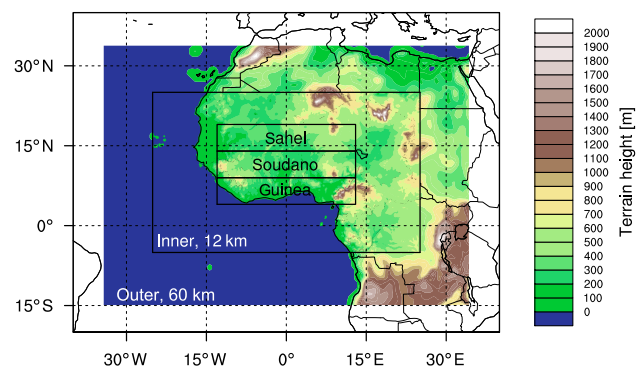 30°N
15°N
0°
15°S
Sahel
Soudano
Guinea
Inner, 12 km
Outer, 60 km
30°W
15°W
0°
15°E
30°E
2000
1900
1800
1700
1600
1500
1400
1300
1200
1100
1000
900
800
700
600
500
400
300
200
100
0
Terrain height [m]